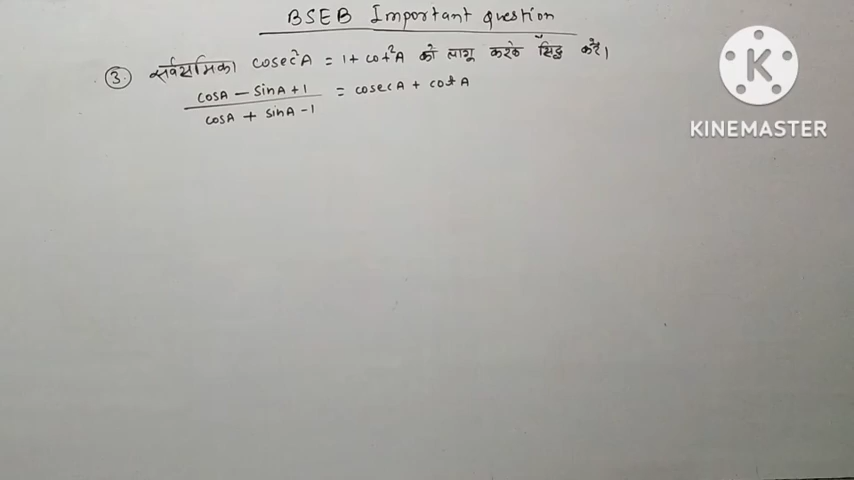 BSEB Important question
③ सर्वसमिका cosec²A = 1 + cot²A को लागू करके सिद्ध करें।
cosA - sinA + 1 = cosecA + cotA
cosA + sinA - 1
KINEMASTER